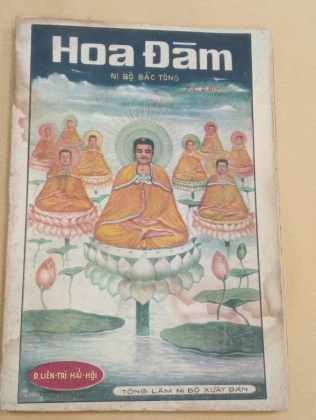 Hoa Đàm
NI BỘ BẮC TÔNG
Đ.LIÊN-TRÌ HẢI-HỘI
TÒNG LÂM NI BỘ XUẤT BẢN